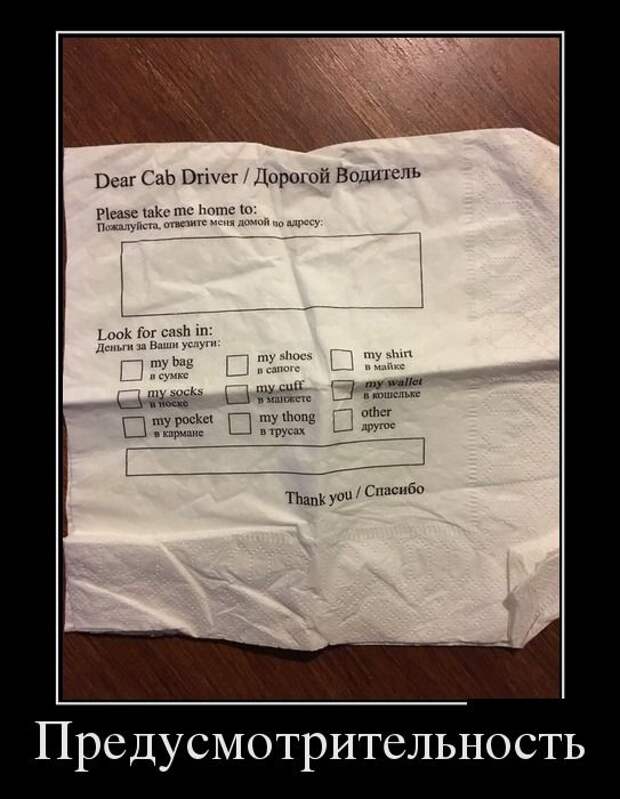 Dear Cab Driver / Дорогой Водитель
Please take me home to:
Пожалуйста, отвезите меня домой по адресу:
Look for cash in:
Деньги за Ваши услуги:
my bag
в сумке
my shoes
в сапоге
my shirt
в майке
my socks
в носке
my cuff
в манжете
my wallet
в кошельке
my pocket
в кармане
my thong
в трусах
other
другое
Thank you / Спасибо
Предусмотрительность